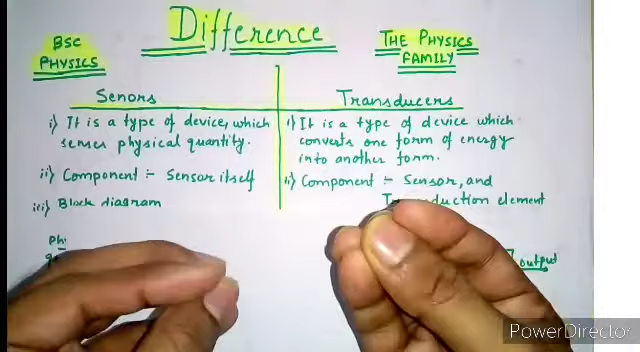 Difference
BSC
PHYSICS
THE PHYSICS
FAMILY
Senors
i) It is a type of device, which
senses physical quantity.
ii) Component :- Sensor itself
iii) Block diagram
Transducers
i) It is a type of device which
converts one form of energy
into another form.
ii) Component :- Sensor, and
element
output
PowerDirector